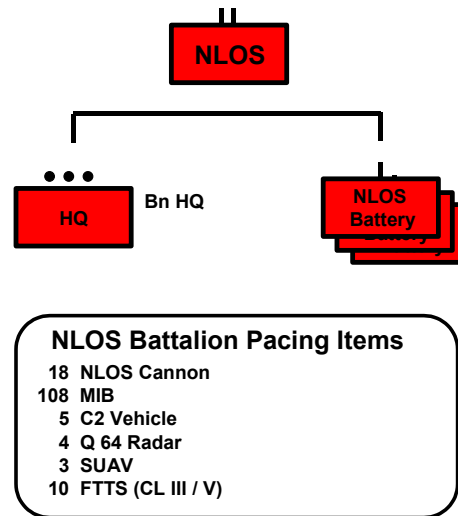 NLOS
HQ
Bn HQ
NLOS
Battery
Battery
NLOS Battalion Pacing Items
18 NLOS Cannon
108 MIB
5 C2 Vehicle
4 Q 64 Radar
3 SUAV
10 FTTS (CL III / V)